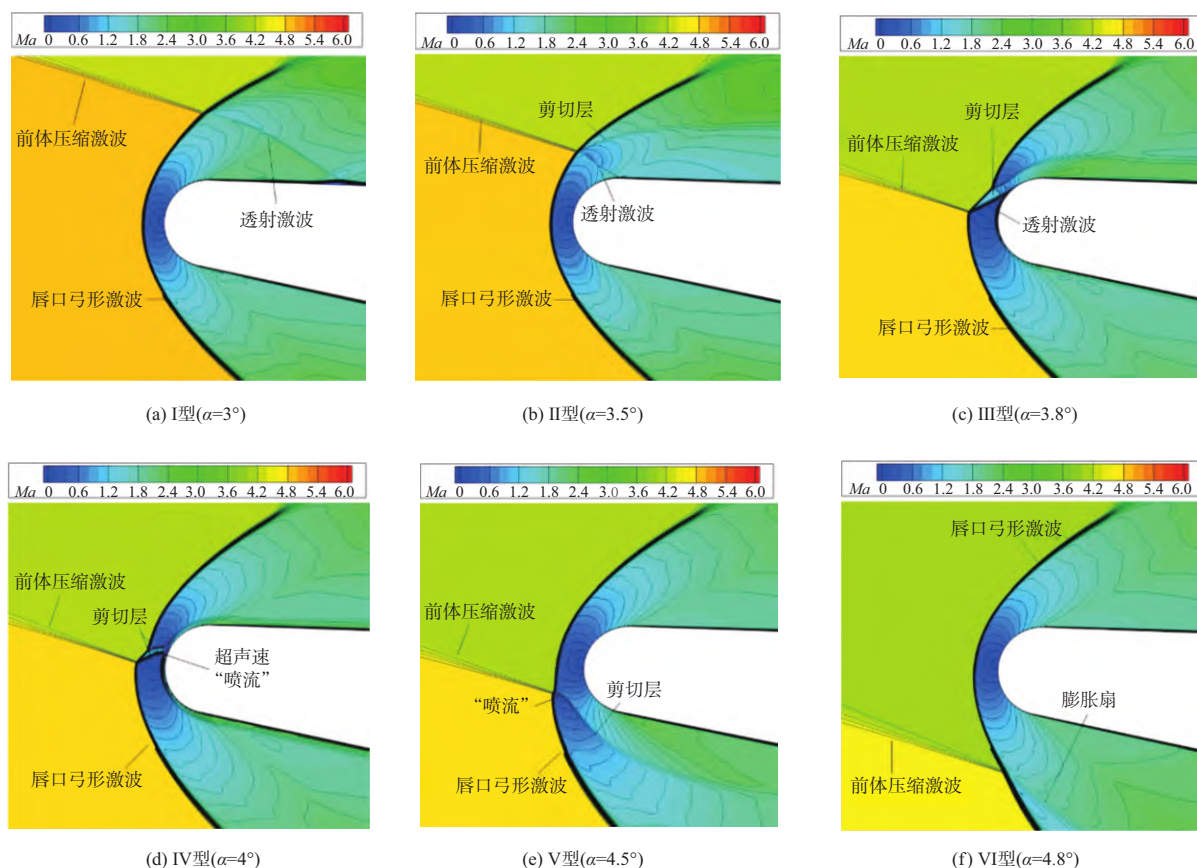 Ma 0 0.6 1.2 1.8 2.4 3.0 3.6 4.2 4.8 5.4 6.0
前体压缩激波
透射激波
唇口弓形激波
(a) I型(α=3°)
Ma 0 0.6 1.2 1.8 2.4 3.0 3.6 4.2 4.8 5.4 6.0
剪切层
前体压缩激波
透射激波
唇口弓形激波
(b) II型(α=3.5°)
Ma 0 0.6 1.2 1.8 2.4 3.0 3.6 4.2 4.8 5.4 6.0
剪切层
前体压缩激波
透射激波
唇口弓形激波
(c) III型(α=3.8°)
Ma 0 0.6 1.2 1.8 2.4 3.0 3.6 4.2 4.8 5.4 6.0
前体压缩激波
剪切层
超声速
“喷流”
唇口弓形激波
(d) IV型(α=4°)
Ma 0 0.6 1.2 1.8 2.4 3.0 3.6 4.2 4.8 5.4 6.0
前体压缩激波
剪切层
“喷流”
唇口弓形激波
(e) V型(α=4.5°)
Ma 0 0.6 1.2 1.8 2.4 3.0 3.6 4.2 4.8 5.4 6.0
唇口弓形激波
膨胀扇
前体压缩激波
(f) VI型(α=4.8°)